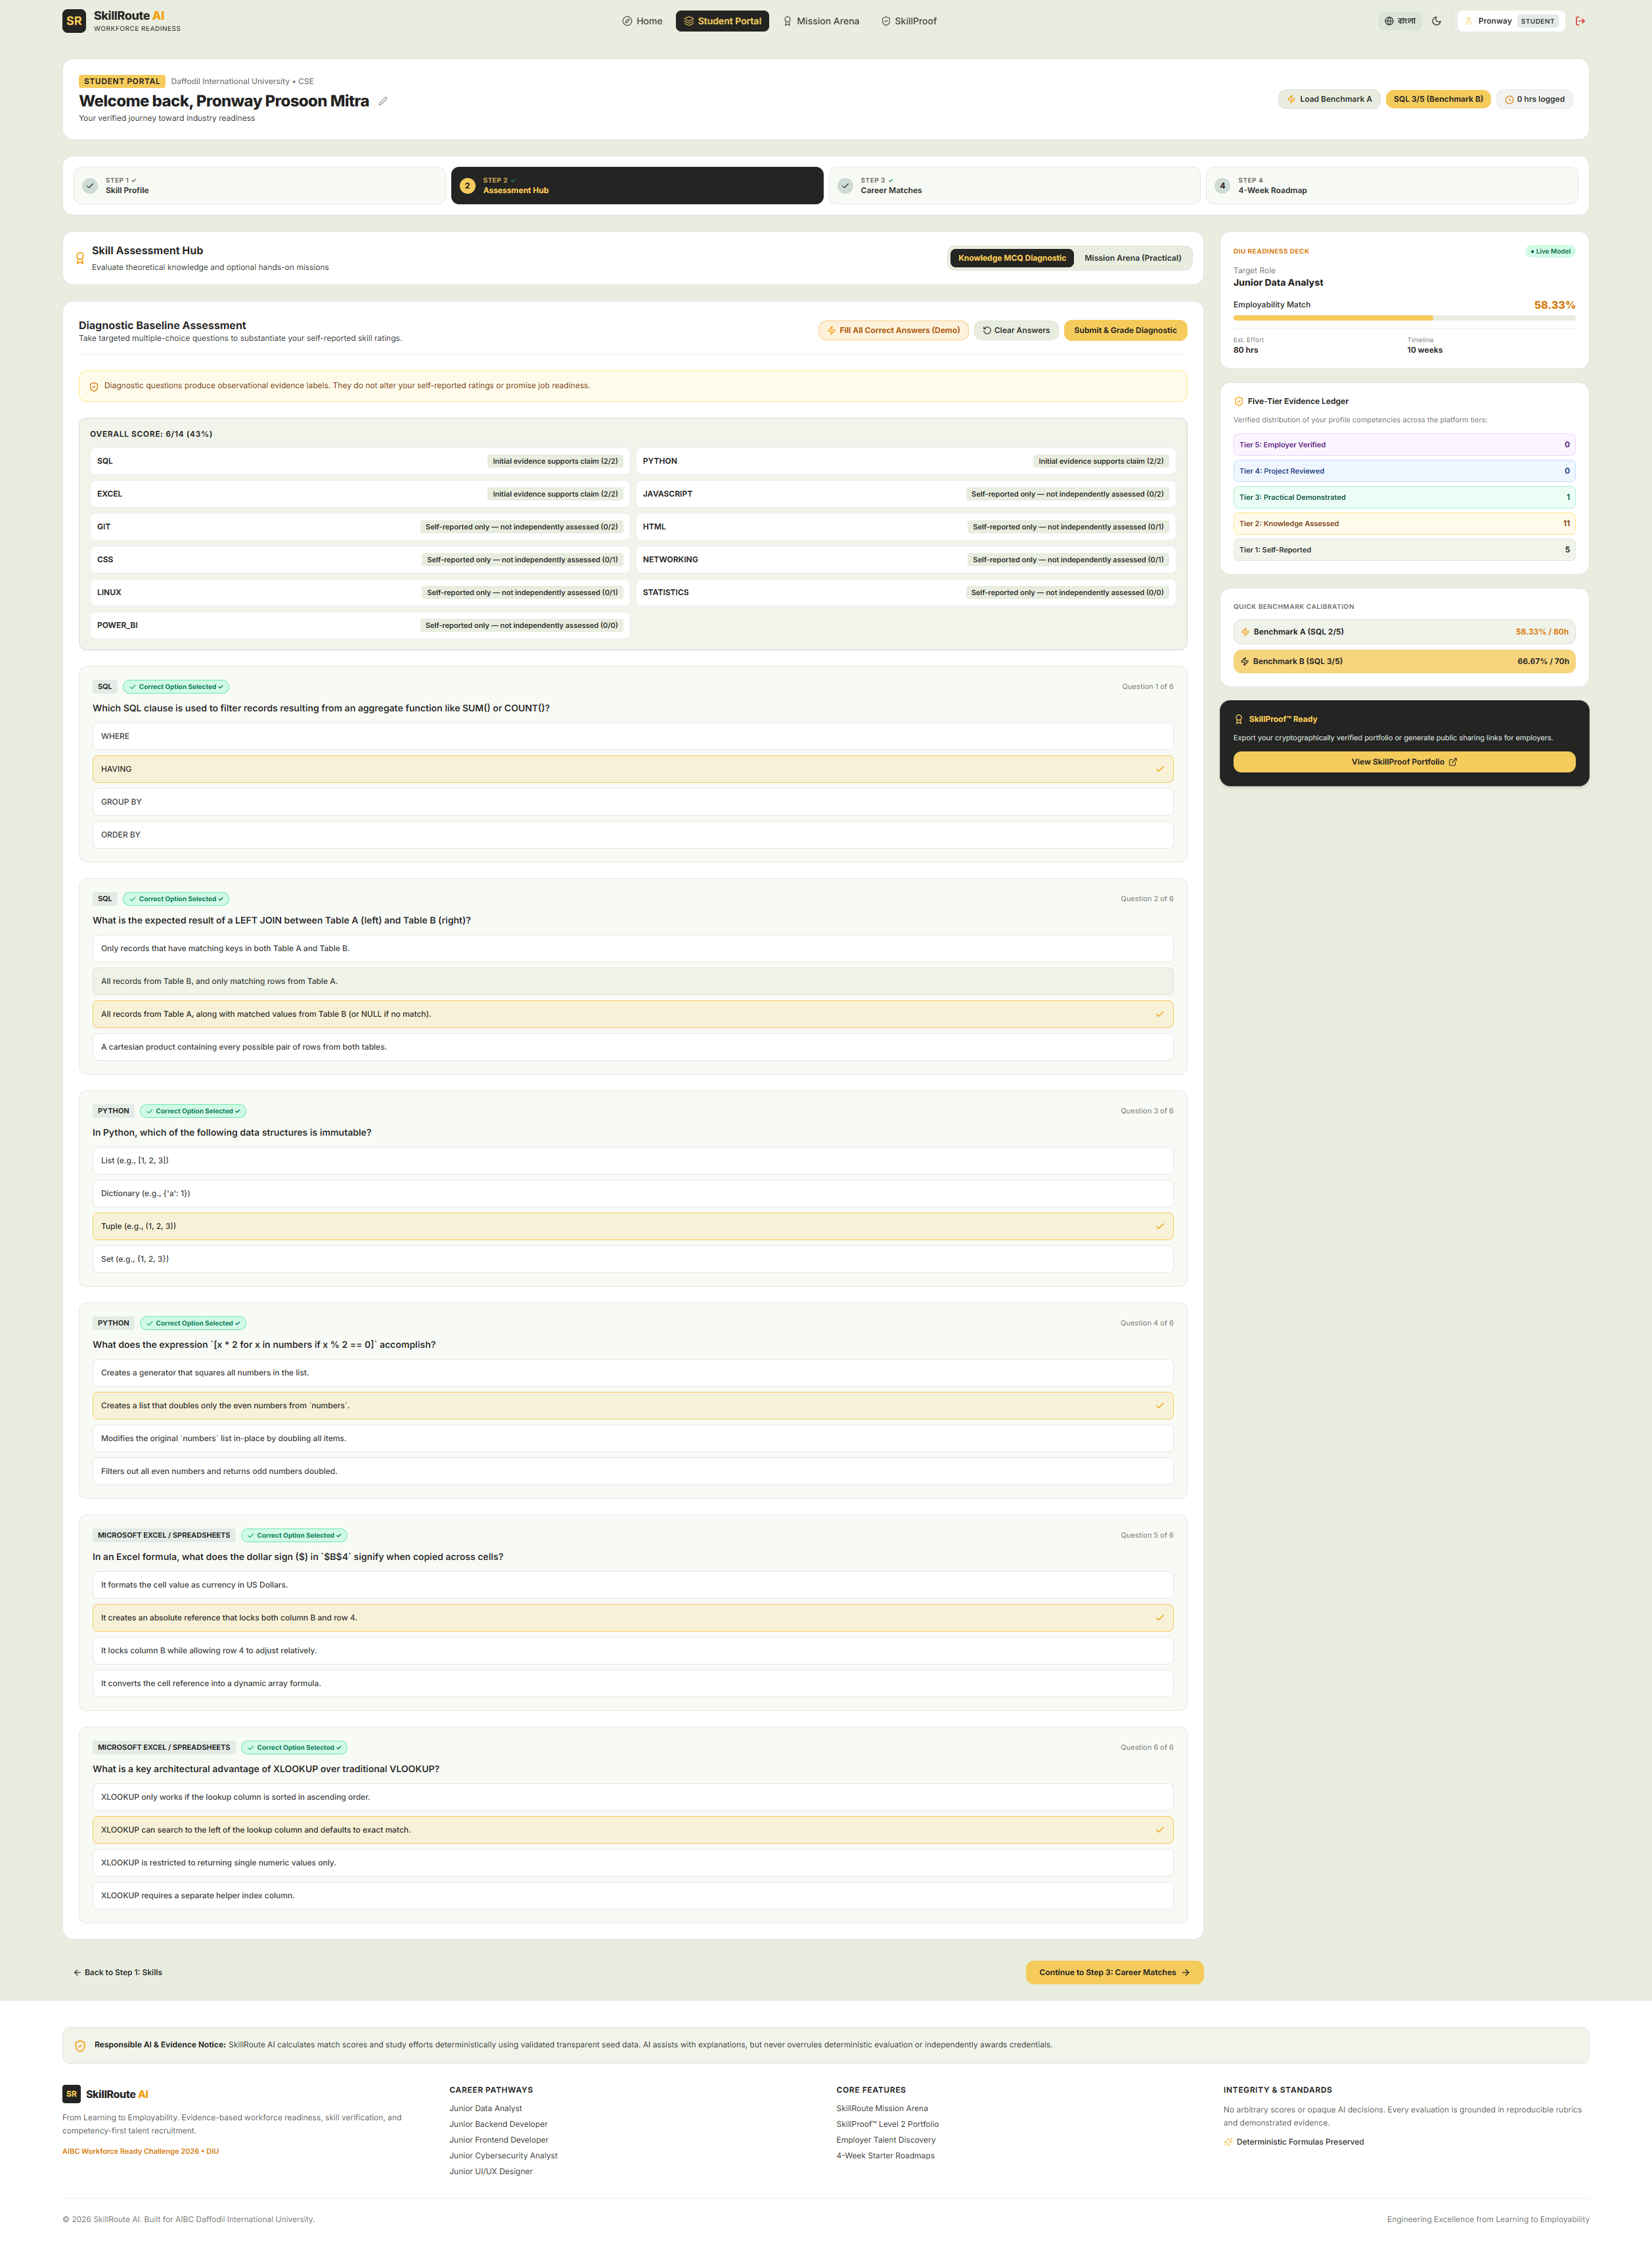 SR
SkillRoute AI
WORKFORCE READINESS
Home
Student Portal
Mission Arena
SkillProof
বাংলা
Pronway
STUDENT
STUDENT PORTAL
Daffodil International University • CSE
Welcome back, Pronway Prosoon Mitra
Your verified journey toward industry readiness
Load Benchmark A
SQL 3/5 (Benchmark B)
0 hrs logged
STEP 1 ✓
Skill Profile
2
STEP 2 ✓
Assessment Hub
STEP 3 ✓
Career Matches
4
STEP 4
4-Week Roadmap
Skill Assessment Hub
Evaluate theoretical knowledge and optional hands-on missions
Knowledge MCQ Diagnostic
Mission Arena (Practical)
Diagnostic Baseline Assessment
Take targeted multiple-choice questions to substantiate your self-reported skill ratings.
Fill All Correct Answers (Demo)
Clear Answers
Submit & Grade Diagnostic
Diagnostic questions produce observational evidence labels. They do not alter your self-reported ratings or promise job readiness.
OVERALL SCORE: 6/14 (43%)
SQL
Initial evidence supports claim (2/2)
PYTHON
Initial evidence supports claim (2/2)
EXCEL
Initial evidence supports claim (2/2)
JAVASCRIPT
Self-reported only — not independently assessed (0/2)
GIT
Self-reported only — not independently assessed (0/2)
HTML
Self-reported only — not independently assessed (0/1)
CSS
Self-reported only — not independently assessed (0/1)
NETWORKING
Self-reported only — not independently assessed (0/1)
LINUX
Self-reported only — not independently assessed (0/1)
STATISTICS
Self-reported only — not independently assessed (0/0)
POWER_BI
Self-reported only — not independently assessed (0/0)
SQL
Correct Option Selected ✓
Question 1 of 6
Which SQL clause is used to filter records resulting from an aggregate function like SUM() or COUNT()?
WHERE
HAVING
GROUP BY
ORDER BY
SQL
Correct Option Selected ✓
Question 2 of 6
What is the expected result of a LEFT JOIN between Table A (left) and Table B (right)?
Only records that have matching keys in both Table A and Table B.
All records from Table B, and only matching rows from Table A.
All records from Table A, along with matched values from Table B (or NULL if no match).
A cartesian product containing every possible pair of rows from both tables.
PYTHON
Correct Option Selected ✓
Question 3 of 6
In Python, which of the following data structures is immutable?
List (e.g., [1, 2, 3])
Dictionary (e.g., {'a': 1})
Tuple (e.g., (1, 2, 3))
Set (e.g., {1, 2, 3})
PYTHON
Correct Option Selected ✓
Question 4 of 6
What does the expression `[x * 2 for x in numbers if x % 2 == 0]` accomplish?
Creates a generator that squares all numbers in the list.
Creates a list that doubles only the even numbers from `numbers`.
Modifies the original `numbers` list in-place by doubling all items.
Filters out all even numbers and returns odd numbers doubled.
MICROSOFT EXCEL / SPREADSHEETS
Correct Option Selected ✓
Question 5 of 6
In an Excel formula, what does the dollar sign ($) in `$B$4` signify when copied across cells?
It formats the cell value as currency in US Dollars.
It creates an absolute reference that locks both column B and row 4.
It locks column B while allowing row 4 to adjust relatively.
It converts the cell reference into a dynamic array formula.
MICROSOFT EXCEL / SPREADSHEETS
Correct Option Selected ✓
Question 6 of 6
What is a key architectural advantage of XLOOKUP over traditional VLOOKUP?
XLOOKUP only works if the lookup column is sorted in ascending order.
XLOOKUP can search to the left of the lookup column and defaults to exact match.
XLOOKUP is restricted to returning single numeric values only.
XLOOKUP requires a separate helper index column.
← Back to Step 1: Skills
Continue to Step 3: Career Matches →
DIU READINESS DECK
• Live Model
Target Role
Junior Data Analyst
Employability Match
58.33%
Est. Effort
80 hrs
Timeline
10 weeks
Five-Tier Evidence Ledger
Verified distribution of your profile competencies across the platform tiers:
Tier 5: Employer Verified
0
Tier 4: Project Reviewed
0
Tier 3: Practical Demonstrated
1
Tier 2: Knowledge Assessed
11
Tier 1: Self-Reported
5
QUICK BENCHMARK CALIBRATION
Benchmark A (SQL 2/5)
58.33% / 80h
Benchmark B (SQL 3/5)
66.67% / 70h
SkillProof™ Ready
Export your cryptographically verified portfolio or generate public sharing links for employers.
View SkillProof Portfolio
Responsible AI & Evidence Notice: SkillRoute AI calculates match scores and study efforts deterministically using validated transparent seed data. AI assists with explanations, but never overrules deterministic evaluation or independently awards credentials.
SR
SkillRoute AI
From Learning to Employability. Evidence-based workforce readiness, skill verification, and
competency-first talent recruitment.
AIBC Workforce Ready Challenge 2026 • DIU
CAREER PATHWAYS
Junior Data Analyst
Junior Backend Developer
Junior Frontend Developer
Junior Cybersecurity Analyst
Junior UI/UX Designer
CORE FEATURES
SkillRoute Mission Arena
SkillProof™ Level 2 Portfolio
Employer Talent Discovery
4-Week Starter Roadmaps
INTEGRITY & STANDARDS
No arbitrary scores or opaque AI decisions. Every evaluation is grounded in reproducible rubrics
and demonstrated evidence.
Deterministic Formulas Preserved
© 2026 SkillRoute AI. Built for AIBC Daffodil International University.
Engineering Excellence from Learning to Employability